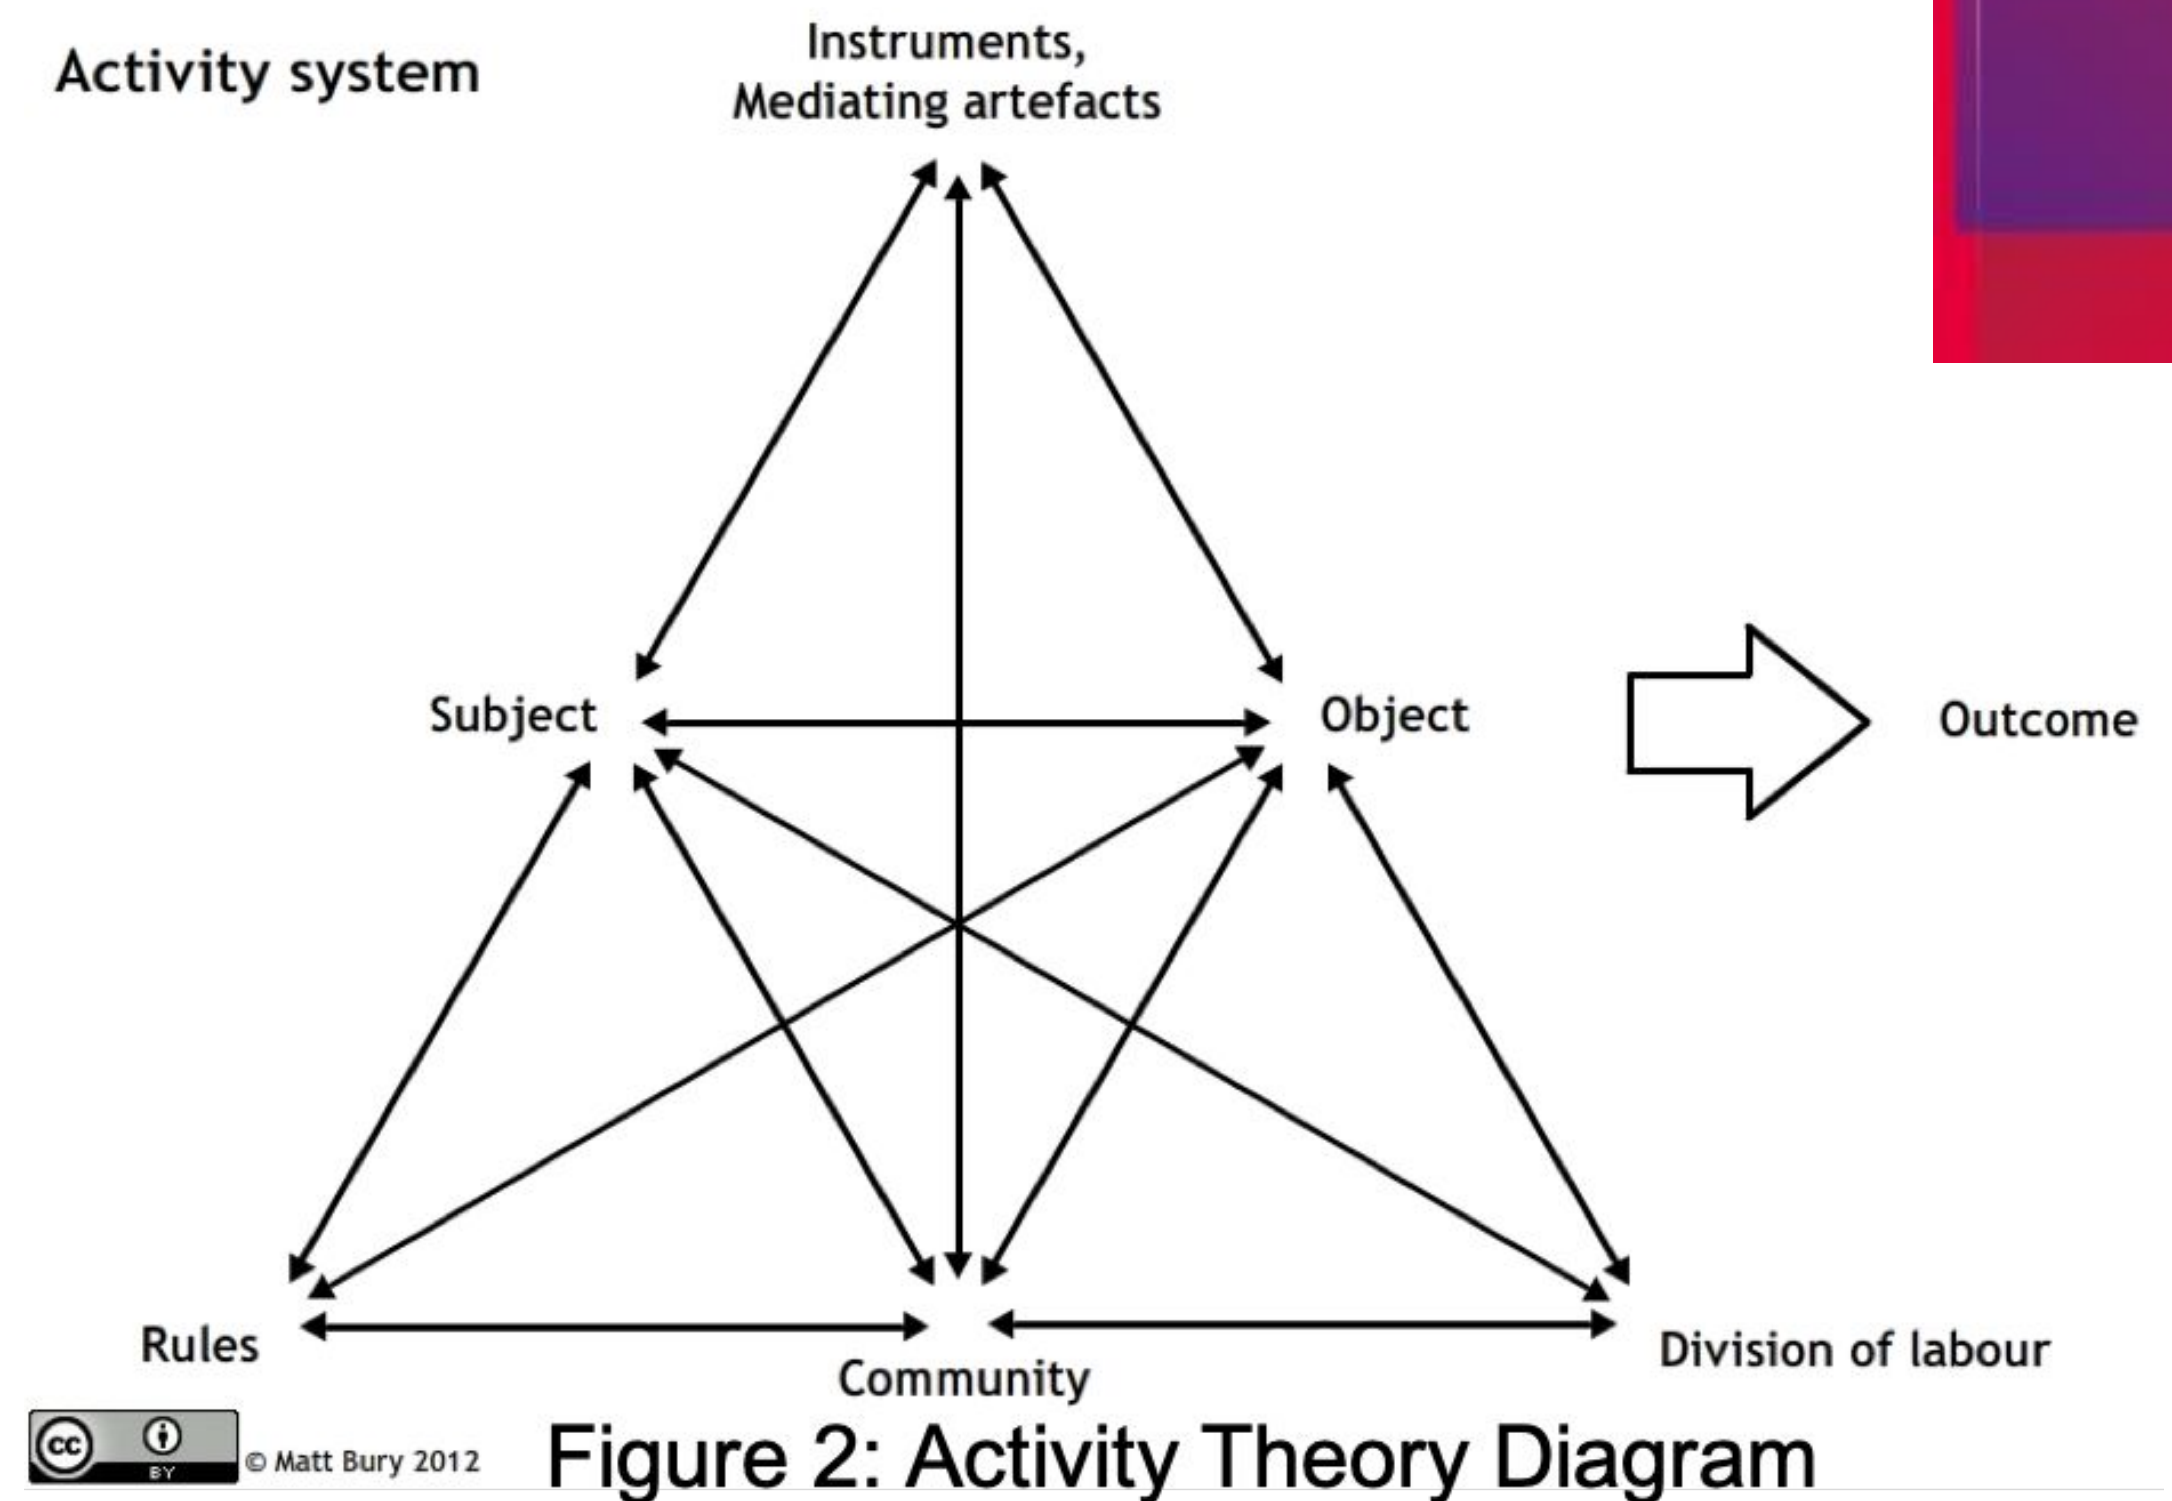 Activity system
Instruments,
Mediating artefacts
Subject
Object
Outcome
Rules
Community
Division of labour
cc
BY
© Matt Bury 2012
Figure 2: Activity Theory Diagram